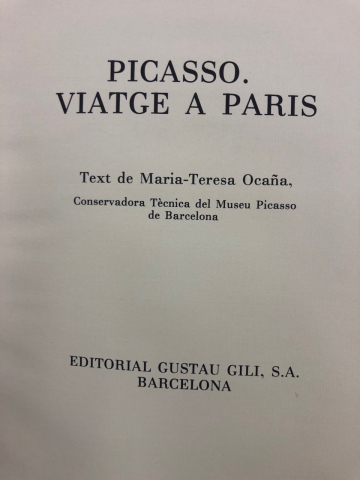 PICASSO.
VIATGE A PARIS
Text de Maria-Teresa Ocaña,
Conservadora Tècnica del Museu Picasso
de Barcelona
EDITORIAL GUSTAU GILI, S.A.
BARCELONA